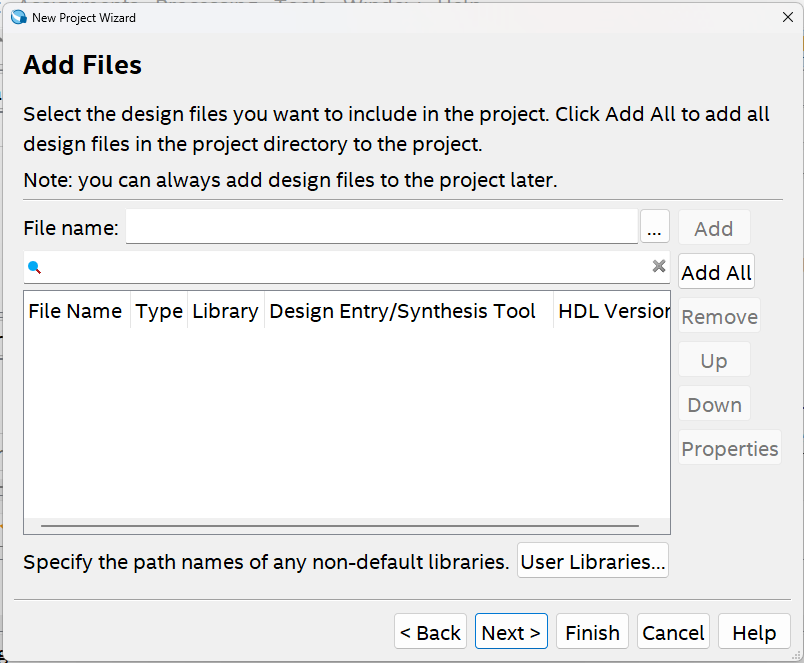 New Project Wizard
Add Files
Select the design files you want to include in the project. Click Add All to add all
design files in the project directory to the project.
Note: you can always add design files to the project later.
File name: ... Add
Add All
File Name Type Library Design Entry/Synthesis Tool HDL Version
Remove
Up
Down
Properties
Specify the path names of any non-default libraries. User Libraries...
< Back Next > Finish Cancel Help